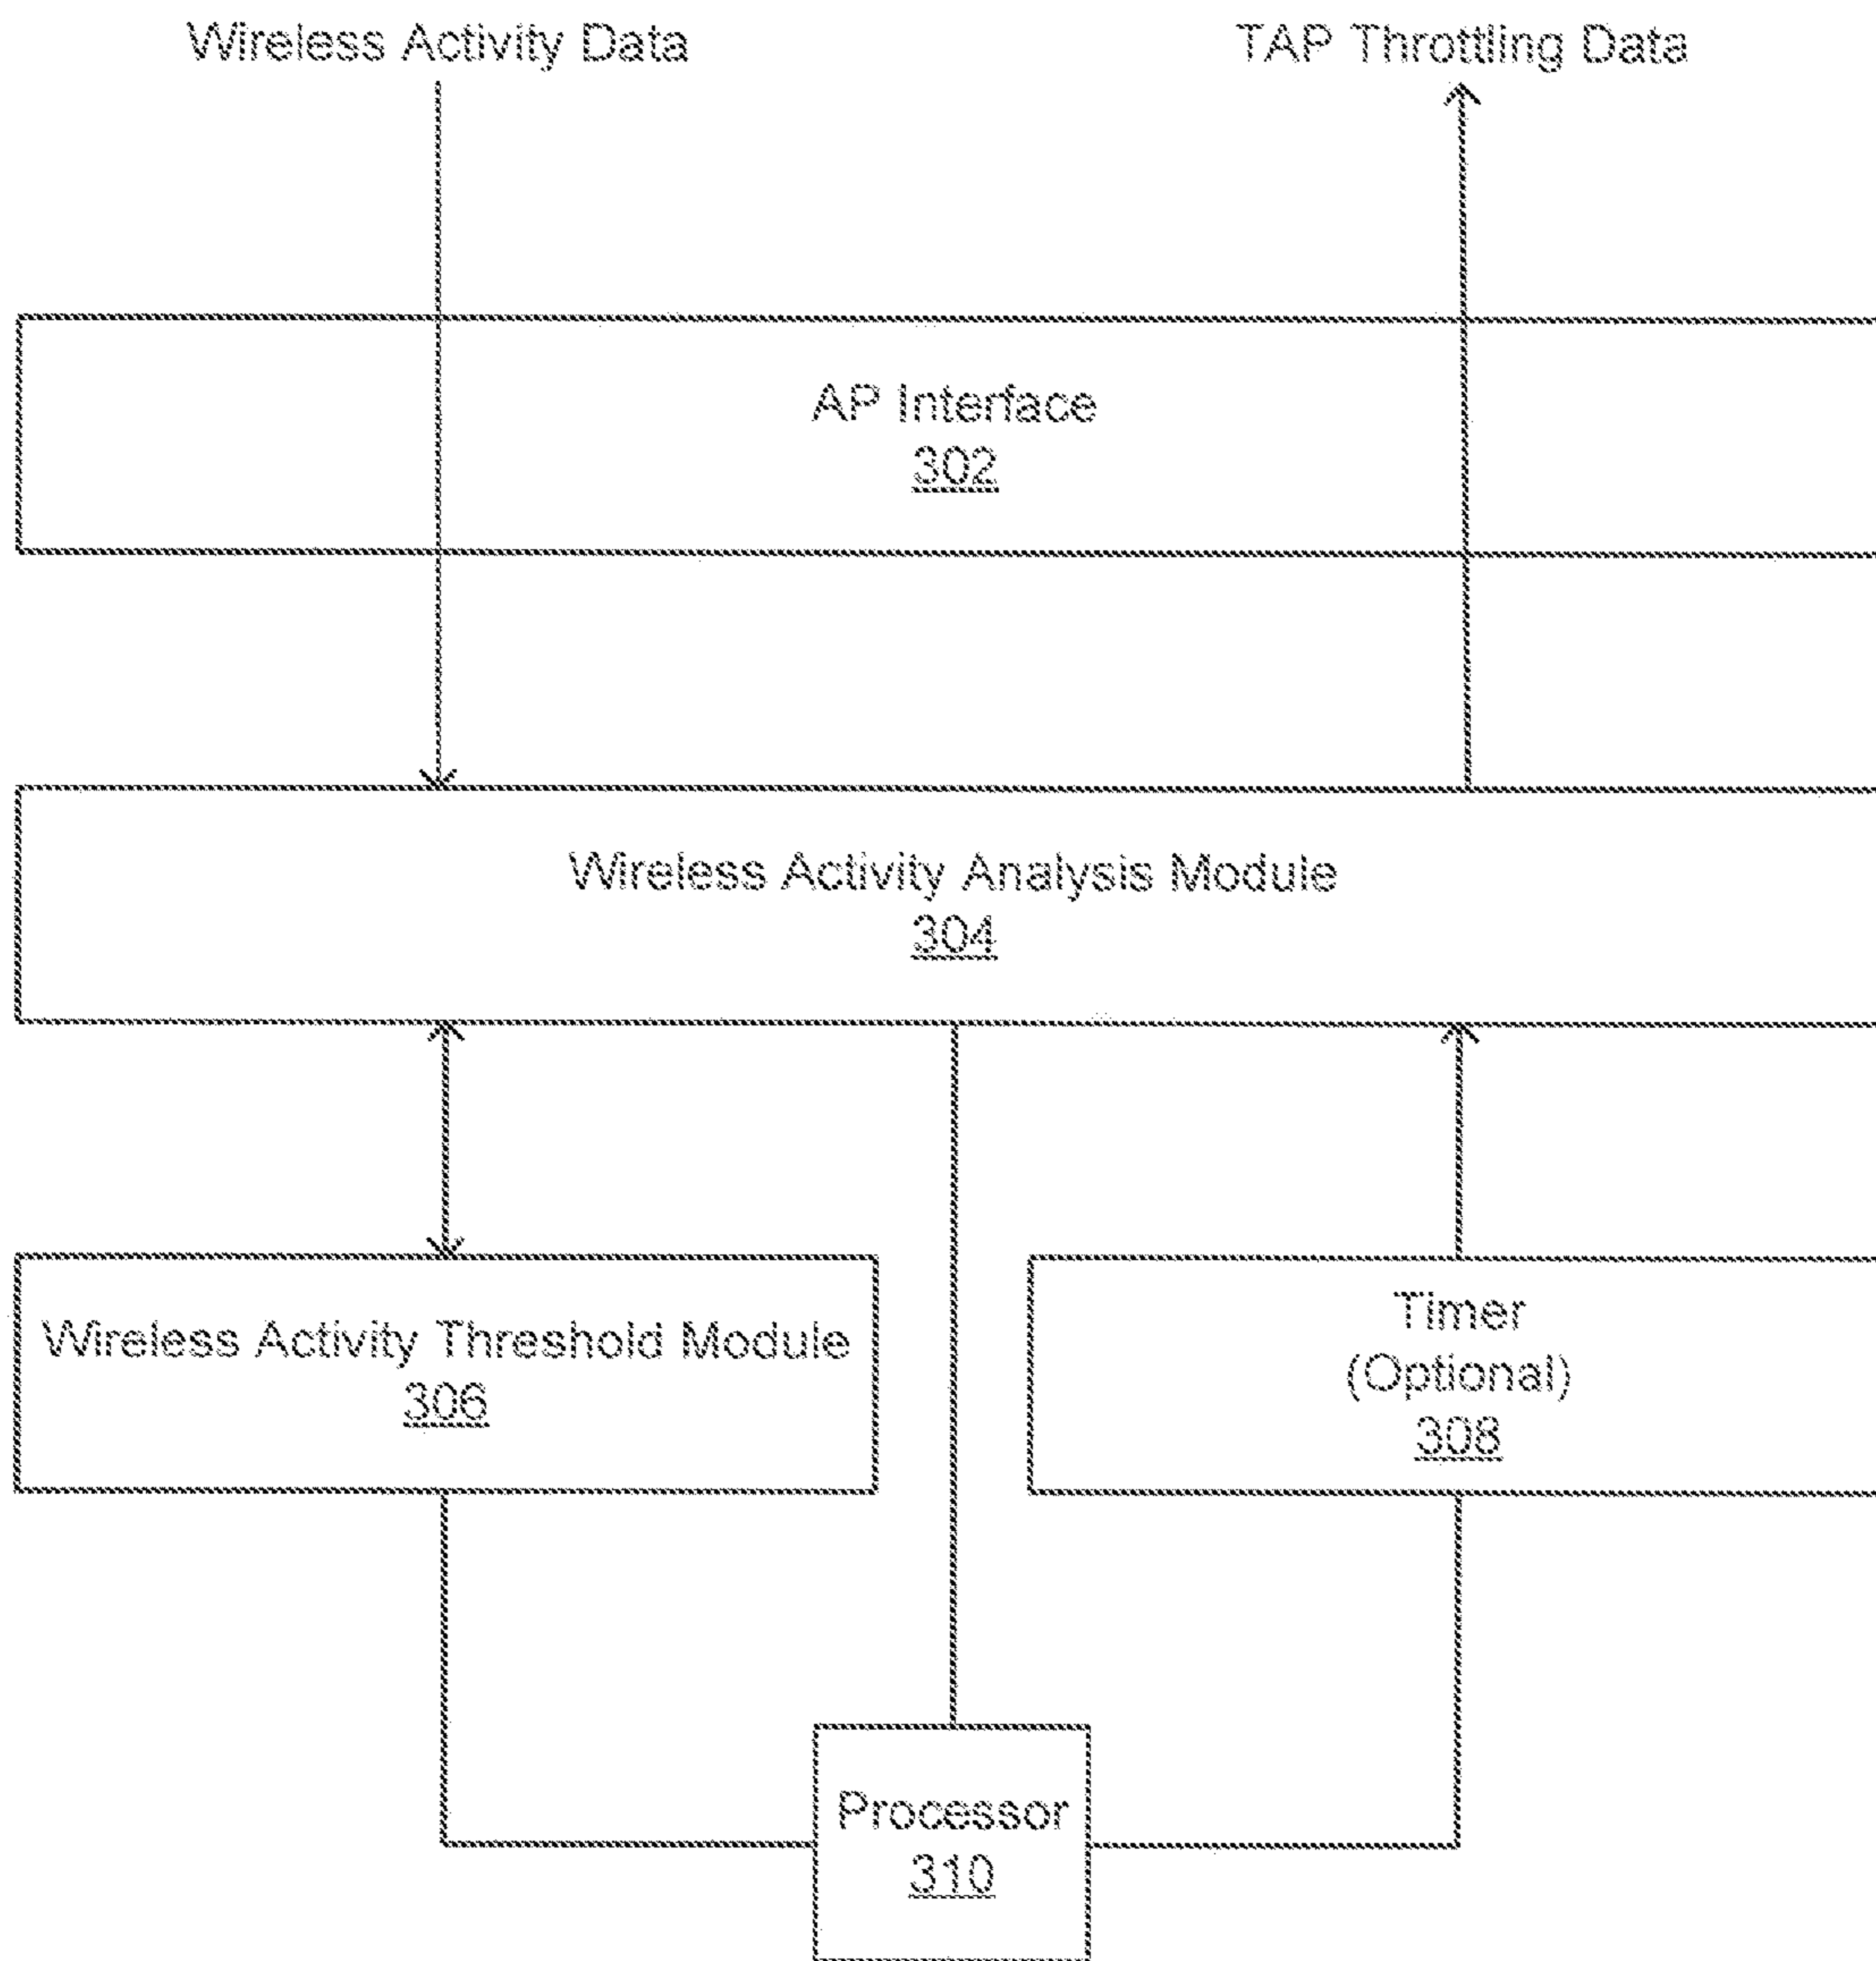 Wireless Activity Data
TAP Throttling Data
AP Interface
302
Wireless Activity Analysis Module
304
Wireless Activity Threshold Module
306
Timer
(Optional)
308
Processor
310